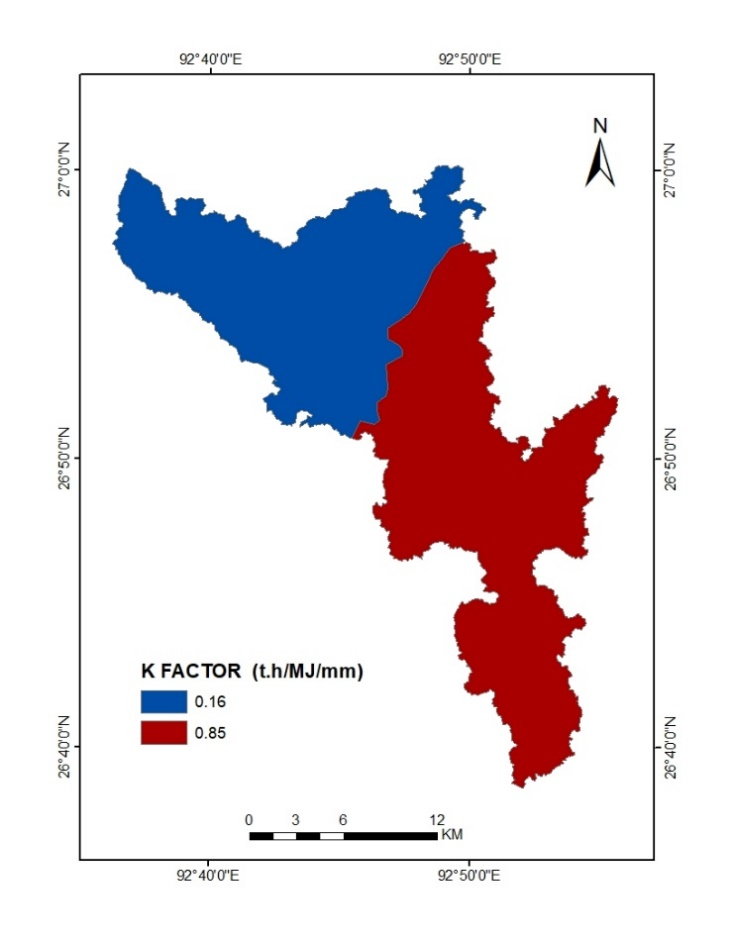 92°40'0"E 92°50'0"E
N
27°0'0"N 27°0'0"N
26°50'0"N 26°50'0"N
K FACTOR (t.h/MJ/mm)
0.16
0.85
26°40'0"N 26°40'0"N
0 3 6 12
KM
92°40'0"E 92°50'0"E